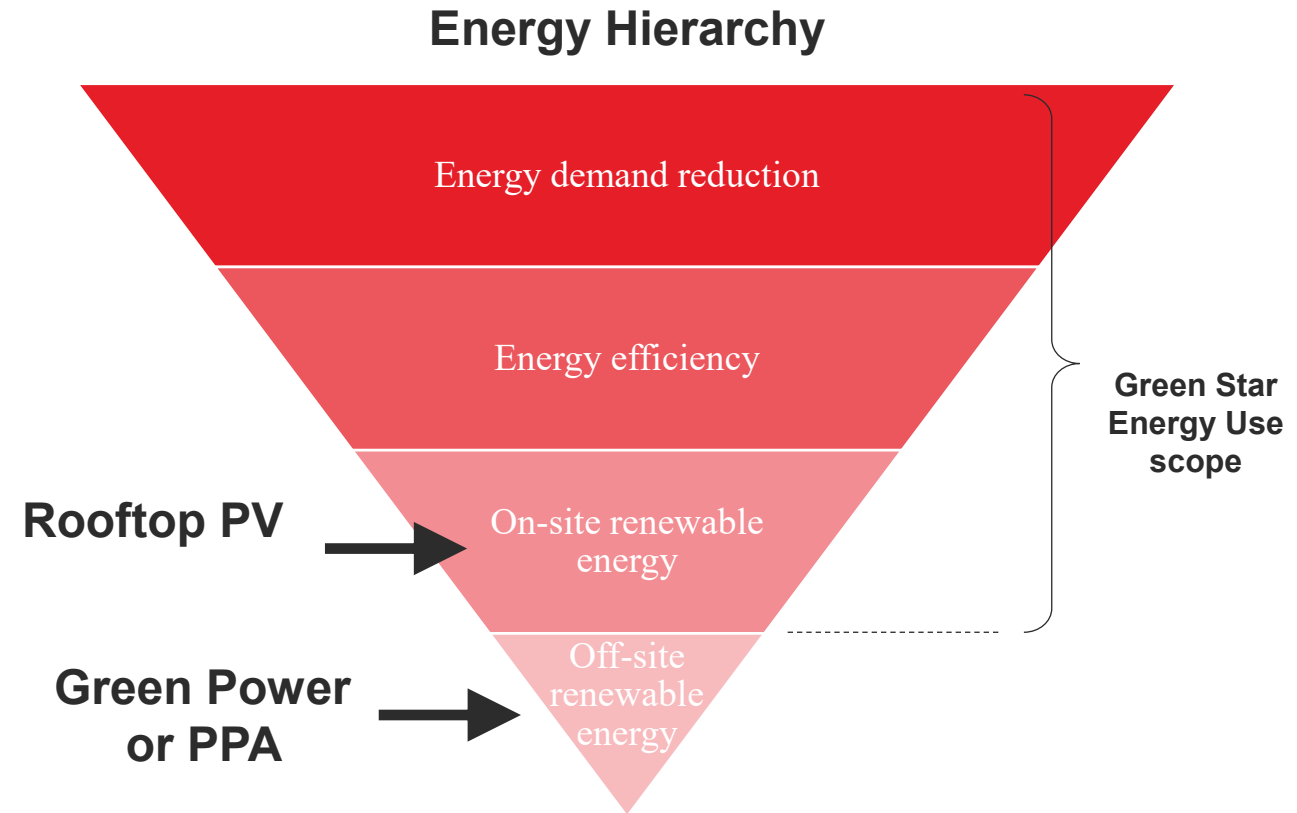 Energy Hierarchy
Energy demand reduction
Energy efficiency
Green Star
Energy Use
scope
Rooftop PV
On-site renewable
energy
Green Power
or PPA
Off-site
renewable
energy